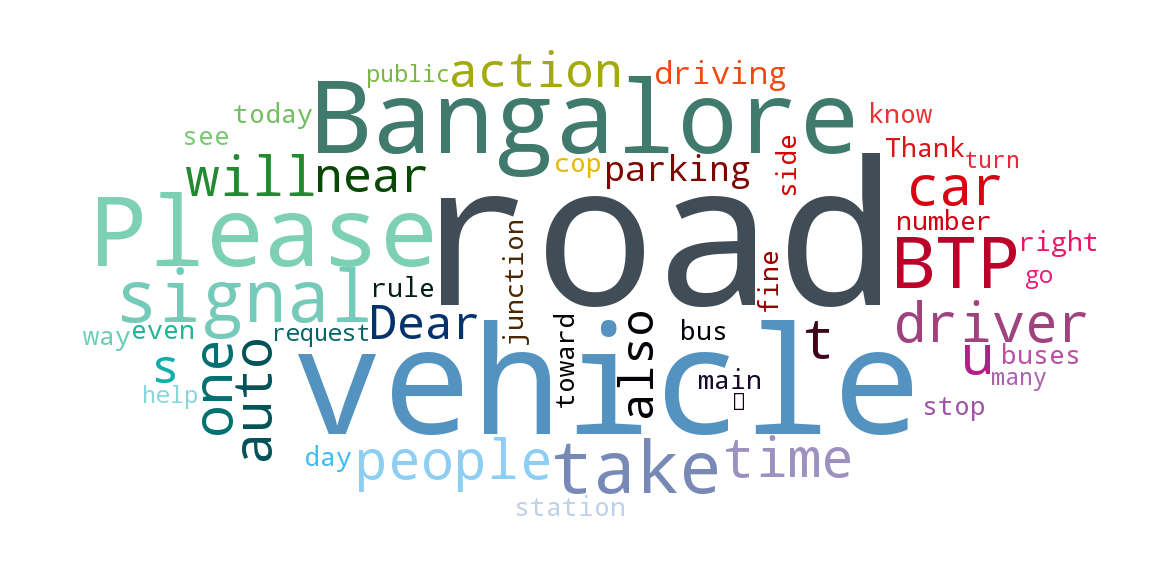 public action driving
today Bangalore know
see Thank
will near cop parking side turn
Please road car
number
BTP right
signal rule junction fine go
way even request Dear driver
s one auto vehicle toward also bus t u buses
help main many
stop
day people take time
station